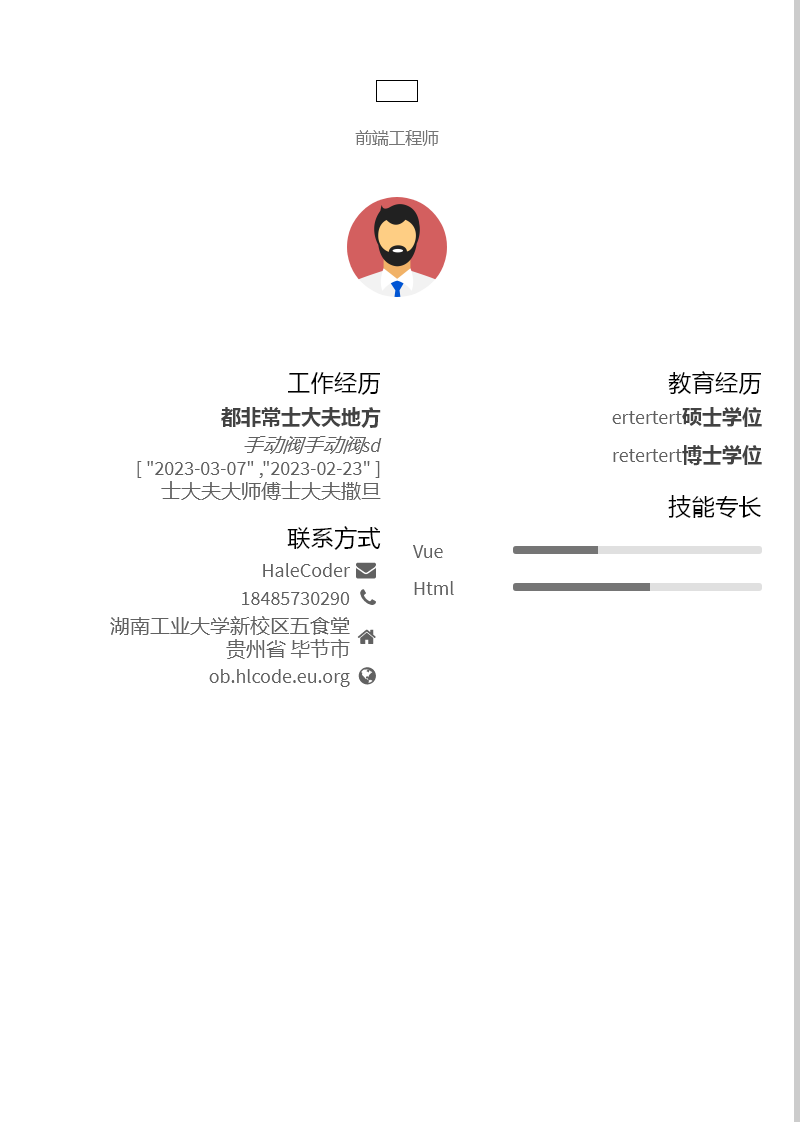 前端工程师
工作经历
都非常士大夫地方
手动阀手动阀sd
[ "2023-03-07" ,"2023-02-23" ]
士大夫大师傅士大夫撒旦
联系方式
HaleCoder
18485730290
湖南工业大学新校区五食堂
贵州省 毕节市
ob.hlcode.eu.org
教育经历
ertertert硕士学位
retertert博士学位
技能专长
Vue
Html